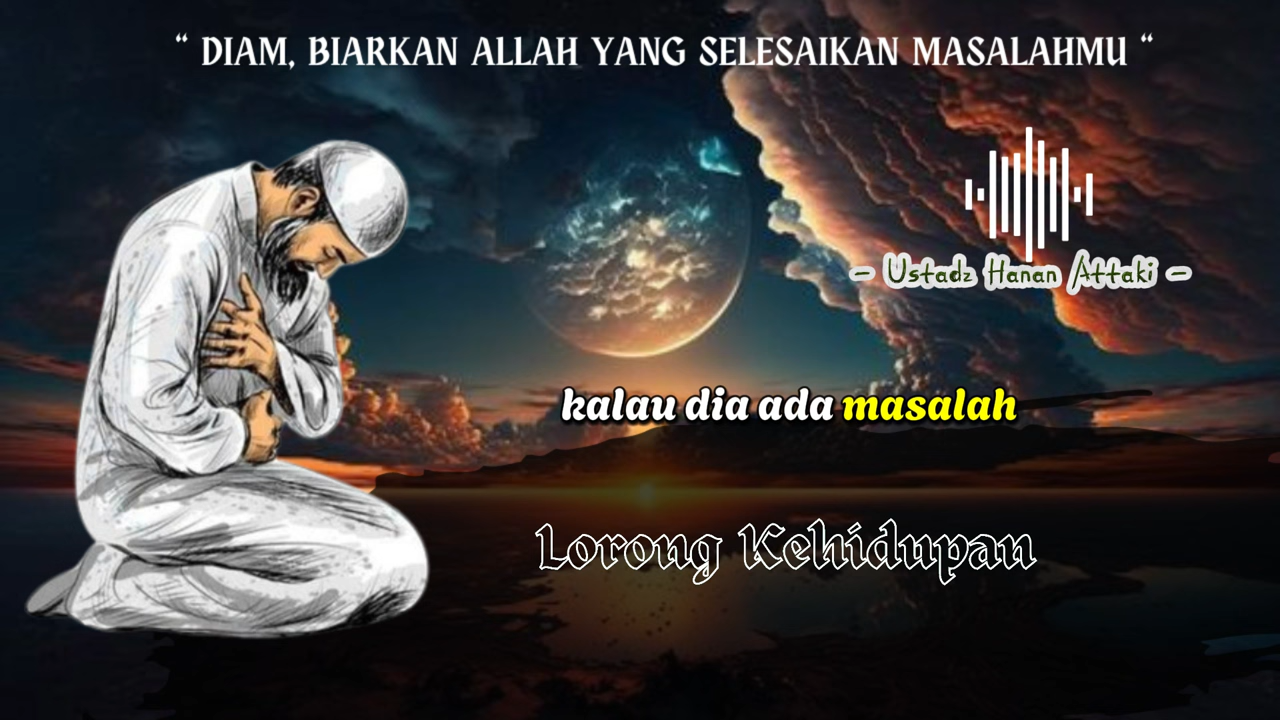 “ DIAM, BIARKAN ALLAH YANG SELESAIKAN MASALAHMU “
- Ustadz Hanan Attaki -
kalau dia ada masalah
Lorong Kehidupan